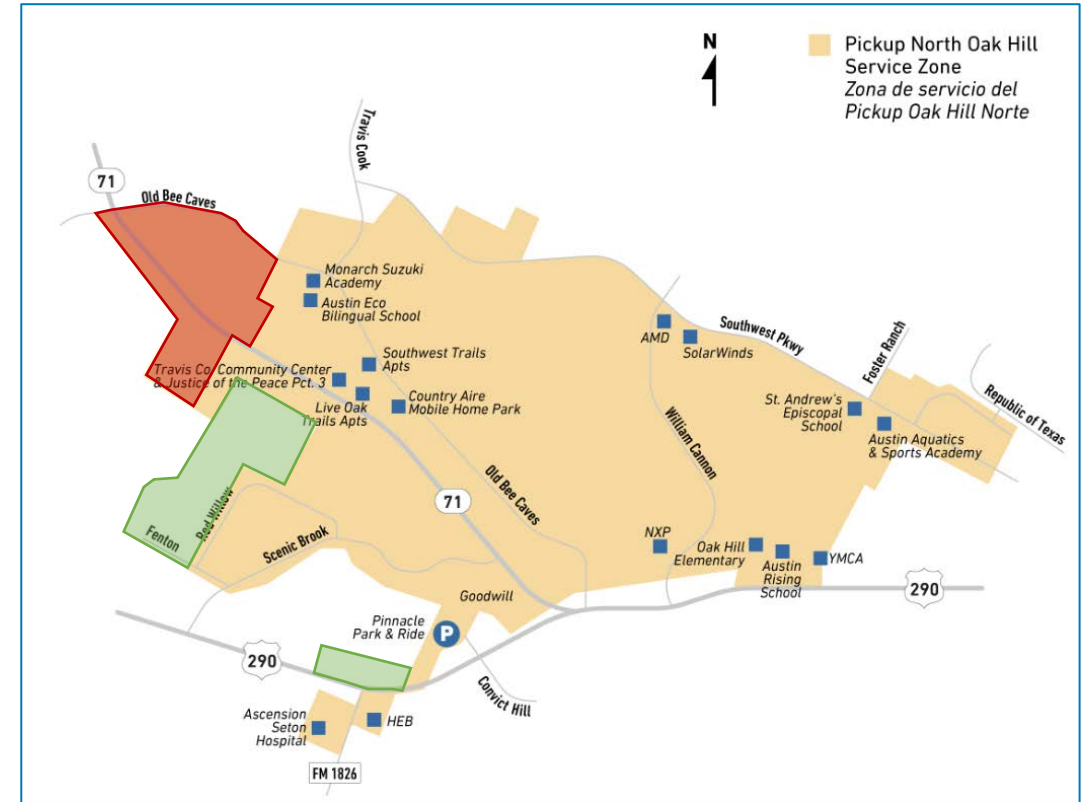 N
Pickup North Oak Hill
Service Zone
Zona de servicio del
Pickup Oak Hill Norte
Travis Cook
71
Old Bee Caves
Monarch Suzuki
Academy
Austin Eco
Bilingual School
AMD
SolarWinds
Southwest Pkwy
Foster Ranch
Republic of Texas
Southwest Trails
Apts
Travis Co. Community Center
& Justice of the Peace Pct. 3
Live Oak
Trails Apts
Country Aire
Mobile Home Park
William Cannon
St. Andrew's
Episcopal
School
Austin Aquatics
& Sports Academy
Old Bee Caves
71
Red Willow
Fenton
Scenic Brook
NXP
Oak Hill
Elementary
Austin
Rising
School
YMCA
290
Goodwill
Pinnacle
Park & Ride
P
290
Convict Hill
Ascension
Seton
Hospital
HEB
FM 1826